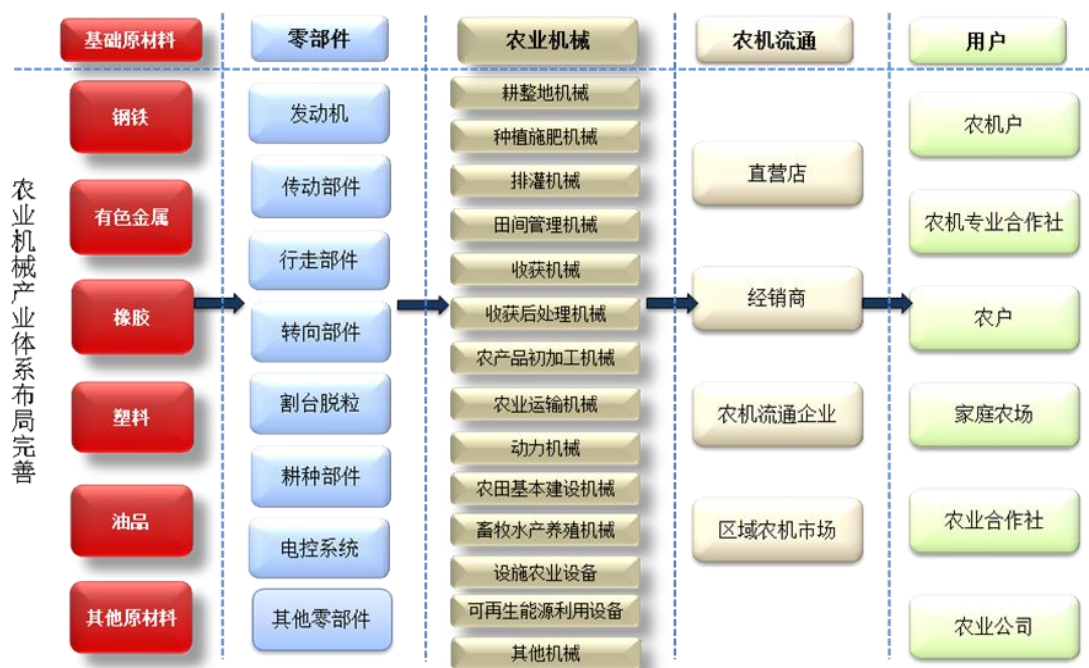 基础原材料
零部件
农业机械
农机流通
用户
农业机械产业体系布局完善
钢铁
有色金属
橡胶
塑料
油品
其他原材料
发动机
传动部件
行走部件
转向部件
割台脱粒
耕种部件
电控系统
其他零部件
耕整地机械
种植施肥机械
排灌机械
田间管理机械
收获机械
收获后处理机械
农产品初加工机械
农业运输机械
动力机械
农田基本建设机械
畜牧水产养殖机械
设施农业设备
可再生能源利用设备
其他机械
直营店
经销商
农机流通企业
区域农机市场
农机户
农机专业合作社
农户
家庭农场
农业合作社
农业公司